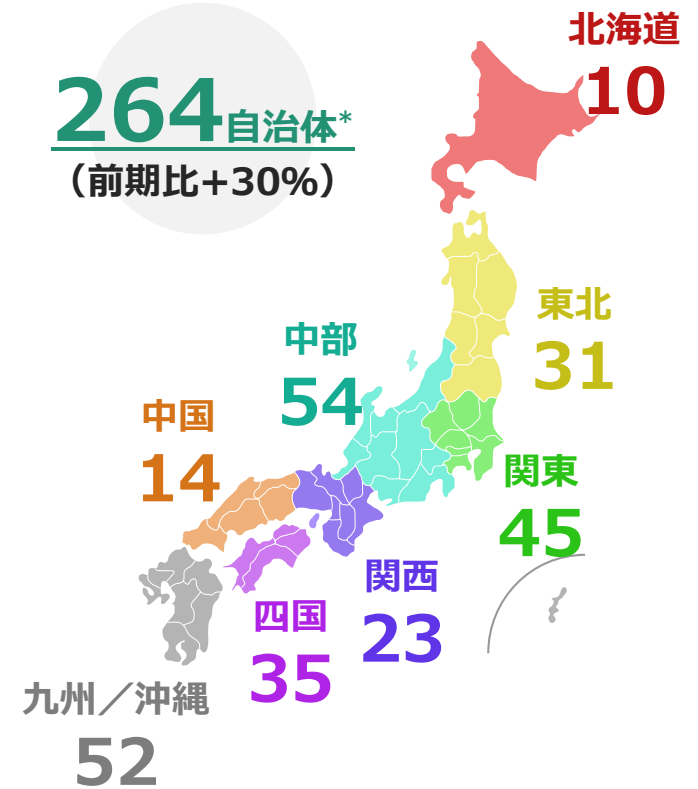 264自治体*
（前期比+30%）
北海道
10
東北
31
中部
54
中国
14
関東
45
関西
23
四国
35
九州／沖縄
52